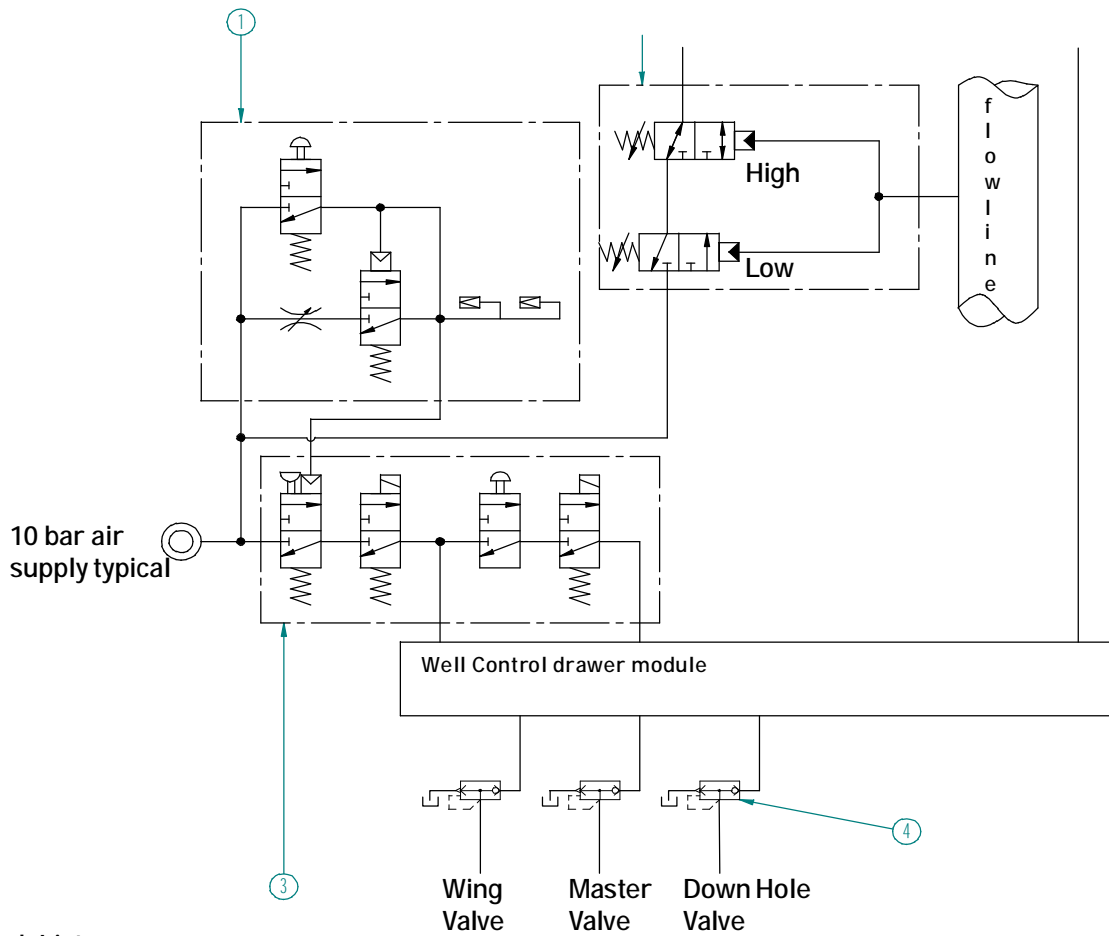 1
flowline
High
Low
10 bar air
supply typical
Well Control drawer module
4
3
Wing
Valve
Master
Valve
Down Hole
Valve